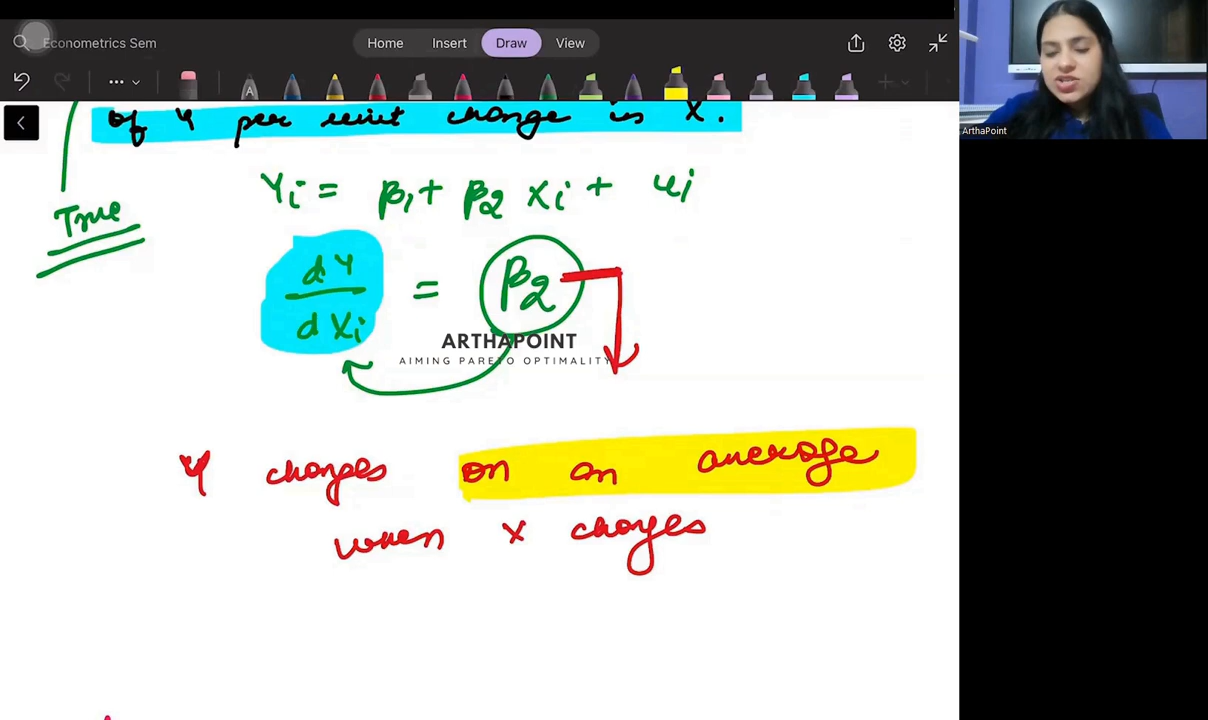 Econometrics Sem
Home Insert Draw View
A
of Y per unit change in X.
True
Yi = β1 + β2 Xi + ui
dY
dXi
= β2
ARTHAPOINT
AIMING PARETO OPTIMALITY
Y changes on an average
when X changes
ArthaPoint